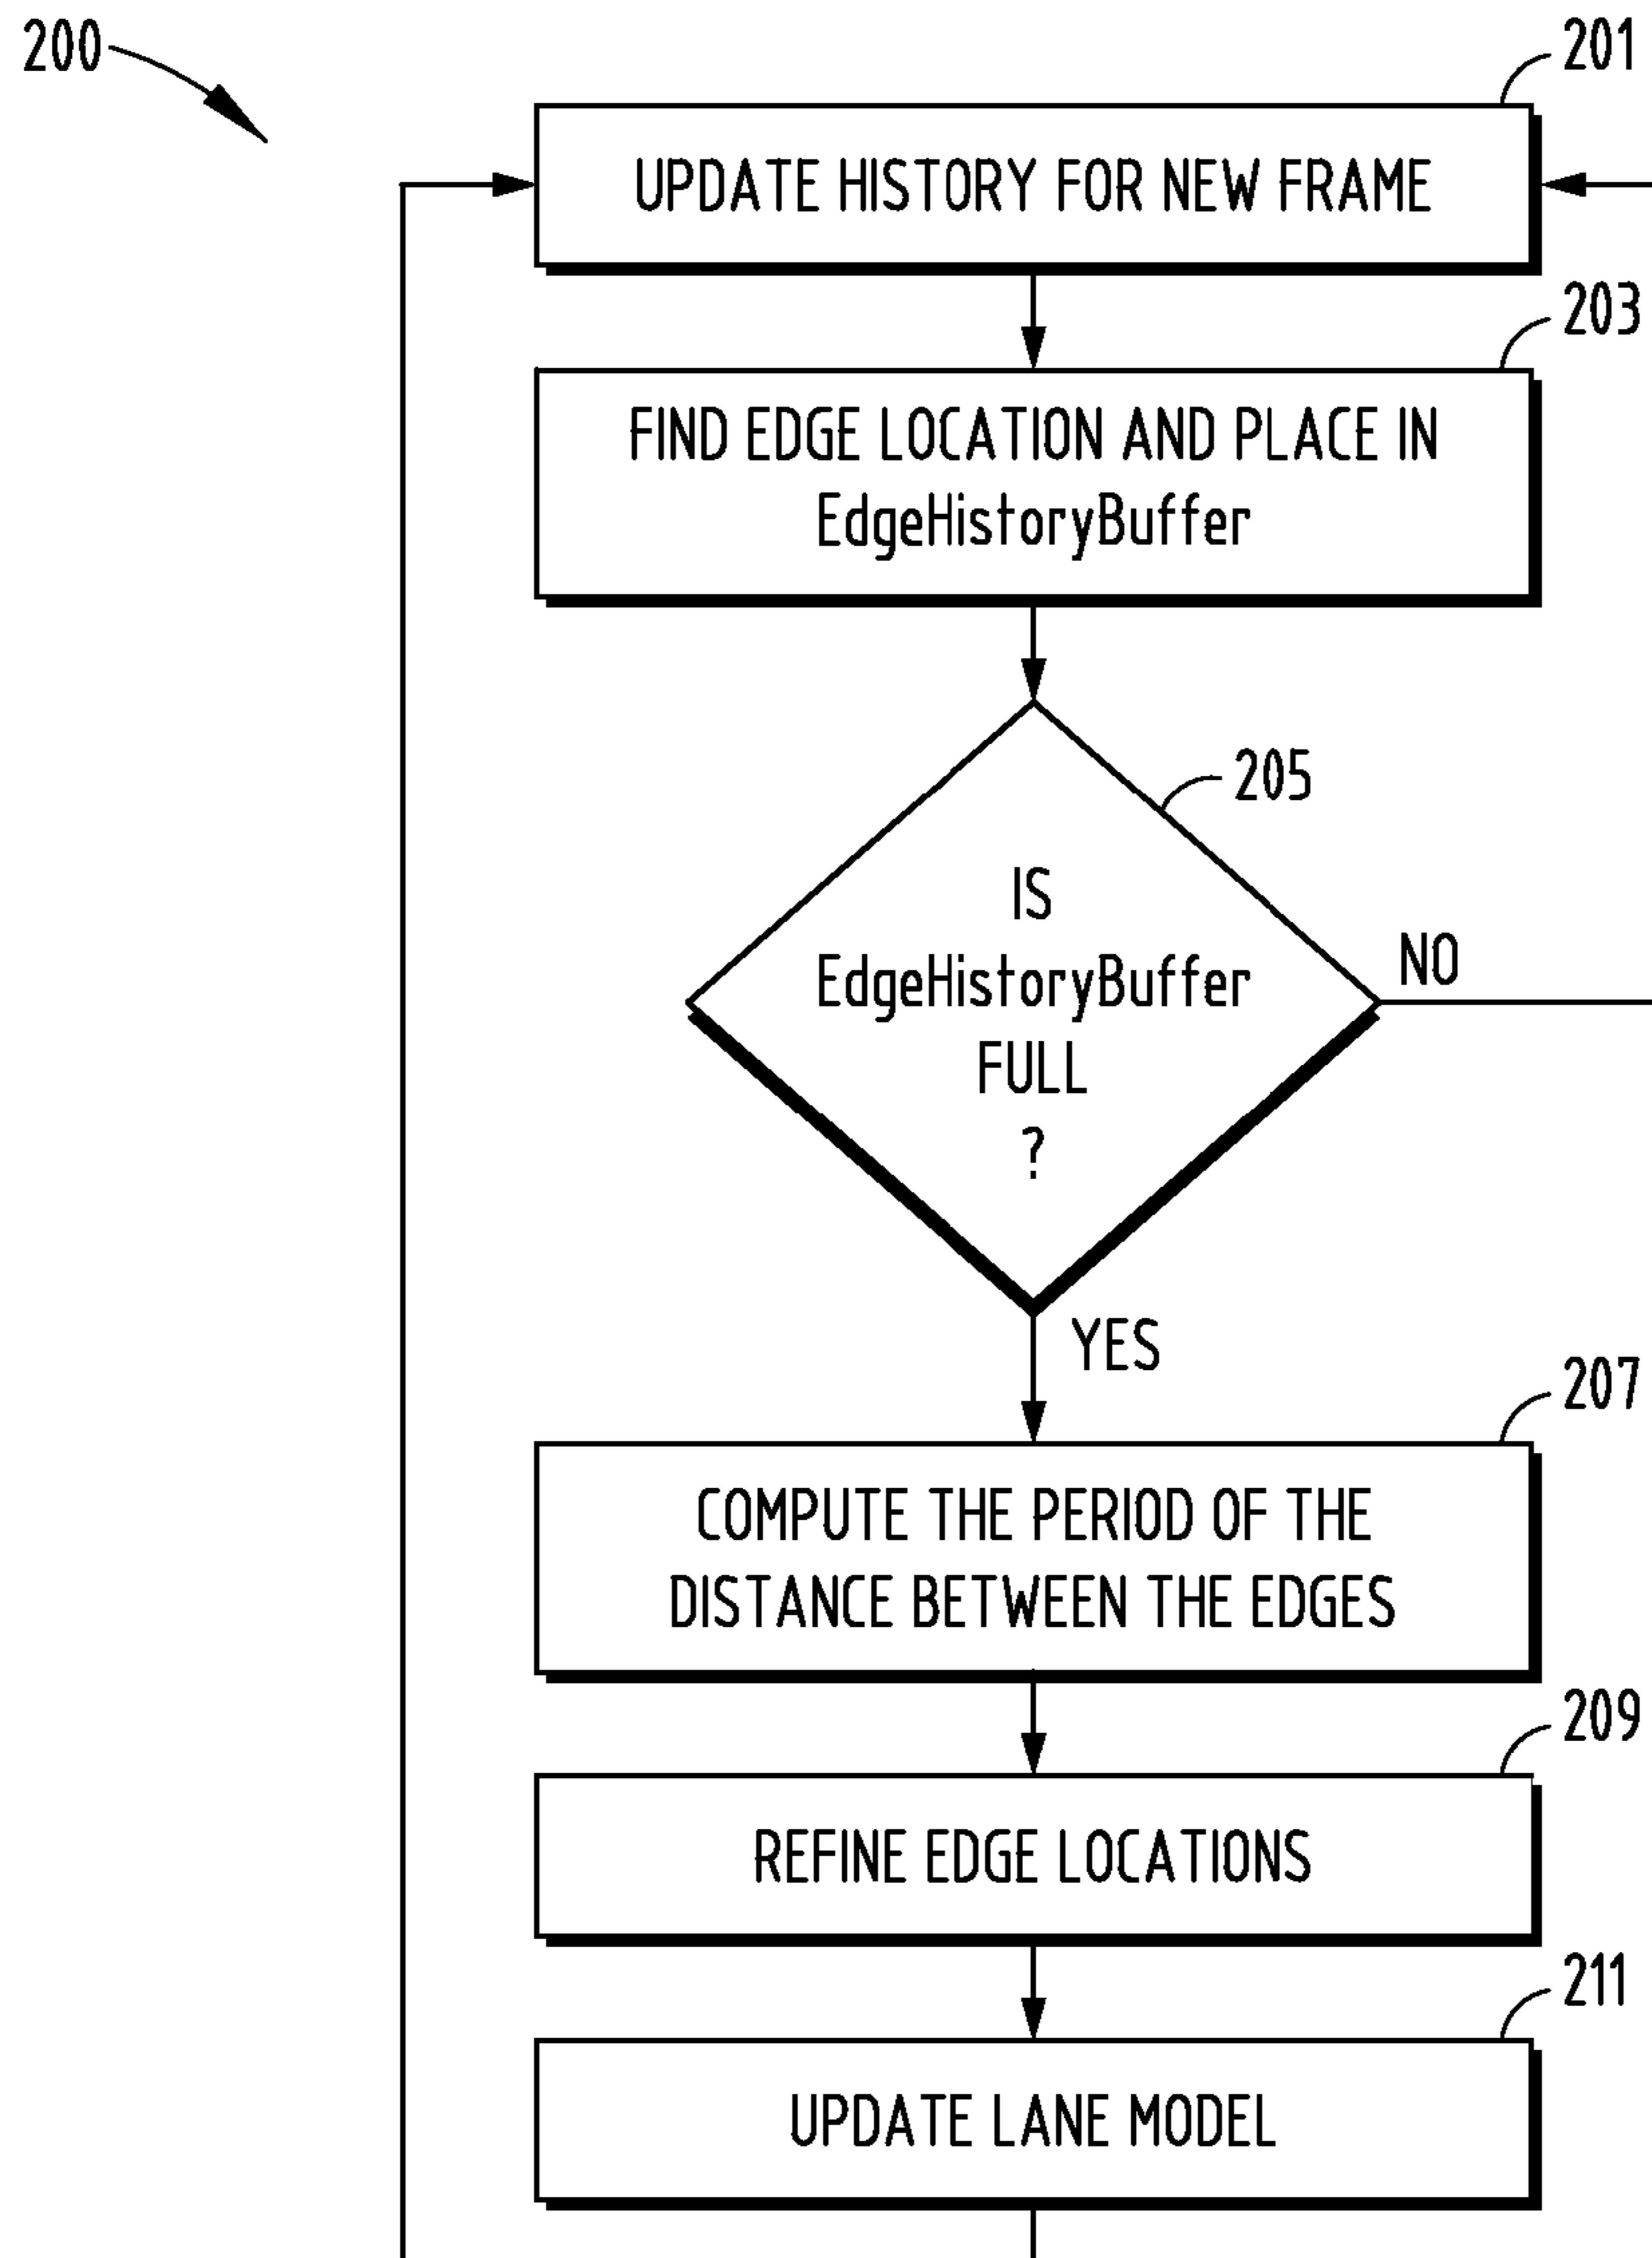 200
201
UPDATE HISTORY FOR NEW FRAME
203
FIND EDGE LOCATION AND PLACE IN
EdgeHistoryBuffer
205
IS
EdgeHistoryBuffer
FULL
?
NO
YES
207
COMPUTE THE PERIOD OF THE
DISTANCE BETWEEN THE EDGES
209
REFINE EDGE LOCATIONS
211
UPDATE LANE MODEL